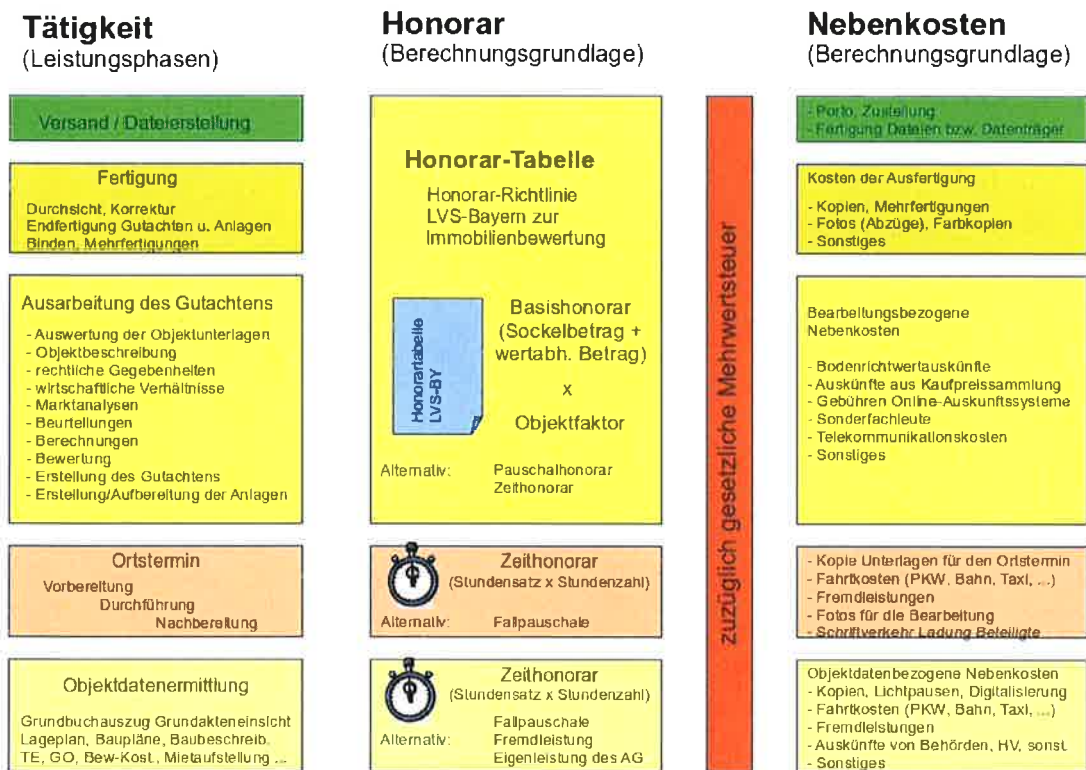 Tätigkeit
(Leistungsphasen)
Versand / Dateierstellung
Fertigung
Durchsicht, Korrektur
Endfertigung Gutachten u. Anlagen
Binden, Mehrfertigungen
Ausarbeitung des Gutachtens
- Auswertung der Objektunterlagen
- Objektbeschreibung
- rechtliche Gegebenheiten
- wirtschaftliche Verhältnisse
- Marktanalysen
- Beurteilungen
- Berechnungen
- Bewertung
- Erstellung des Gutachtens
- Erstellung/Aufbereitung der Anlagen
Ortstermin
Vorbereitung
Durchführung
Nachbereitung
Objektdatenermittlung
Grundbuchauszug Grundakteneinsicht
Lageplan, Baupläne, Baubeschreib.
TE, GO, Bew-Kost., Mietaufstellung ...
Honorar
(Berechnungsgrundlage)
Honorar-Tabelle
Honorar-Richtlinie
LVS-Bayern zur
Immobilienbewertung
Honorartabelle
LVS-BY
Basishonorar
(Sockelbetrag +
wertabh. Betrag)
x
Objektfaktor
Alternativ: Pauschalhonorar
Zeithonorar
Zeithonorar
(Stundensatz x Stundenzahl)
Alternativ: Fallpauschale
Zeithonorar
(Stundensatz x Stundenzahl)
Fallpauschale
Alternativ: Fremdleistung
Eigenleistung des AG
zuzüglich gesetzliche Mehrwertsteuer
Nebenkosten
(Berechnungsgrundlage)
- Porto, Zustellung
- Fertigung Dateien bzw. Datenträger
Kosten der Ausfertigung
- Kopien, Mehrfertigungen
- Fotos (Abzüge), Farbkopien
- Sonstiges
Bearbeitungsbezogene
Nebenkosten
- Bodenrichtwertauskünfte
- Auskünfte aus Kaufpreissammlung
- Gebühren Online-Auskunftssysteme
- Sonderfachleute
- Telekommunikationskosten
- Sonstiges
- Kopie Unterlagen für den Ortstermin
- Fahrtkosten (PKW, Bahn, Taxi, ...)
- Fremdleistungen
- Fotos für die Bearbeitung
- Schriftverkehr Ladung Beteiligte
Objektdatenbezogene Nebenkosten
- Kopien, Lichtpausen, Digitalisierung
- Fahrtkosten (PKW, Bahn, Taxi, ...)
- Fremdleistungen
- Auskünfte von Behörden, HV, sonst.
- Sonstiges